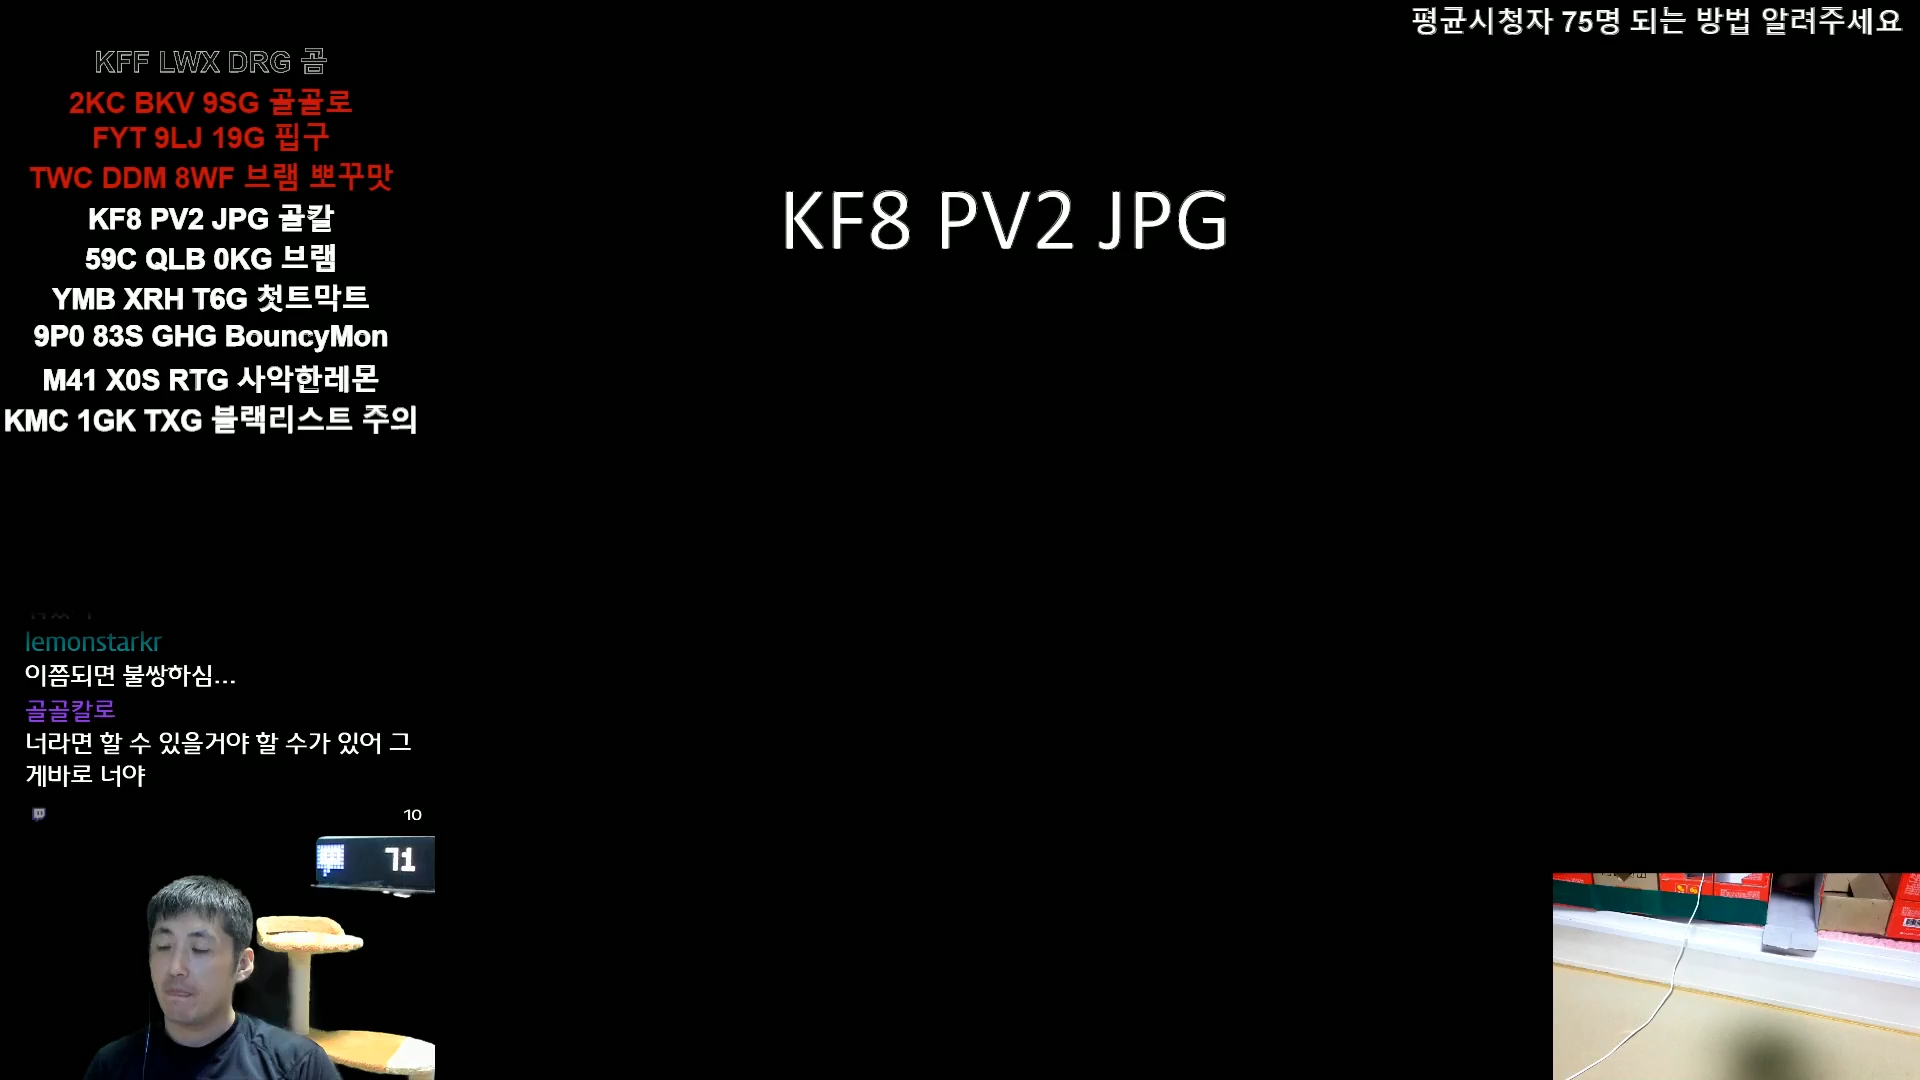 평균시청자 75명 되는 방법 알려주세요
KFF LWX DRG 곰
2KC BKV 9SG 골골로
FYT 9LJ 19G 핍구
TWC DDM 8WF 브램 뽀꾸맛
KF8 PV2 JPG 골칼
59C QLB 0KG 브램
YMB XRH T6G 첫트막트
9P0 83S GHG BouncyMon
M41 X0S RTG 사악한레몬
KMC 1GK TXG 블랙리스트 주의
KF8 PV2 JPG
lemonstarkr
이쯤되면 불쌍하심...
골골칼로
너라면 할 수 있을거야 할 수가 있어 그
게바로 너야
10
71